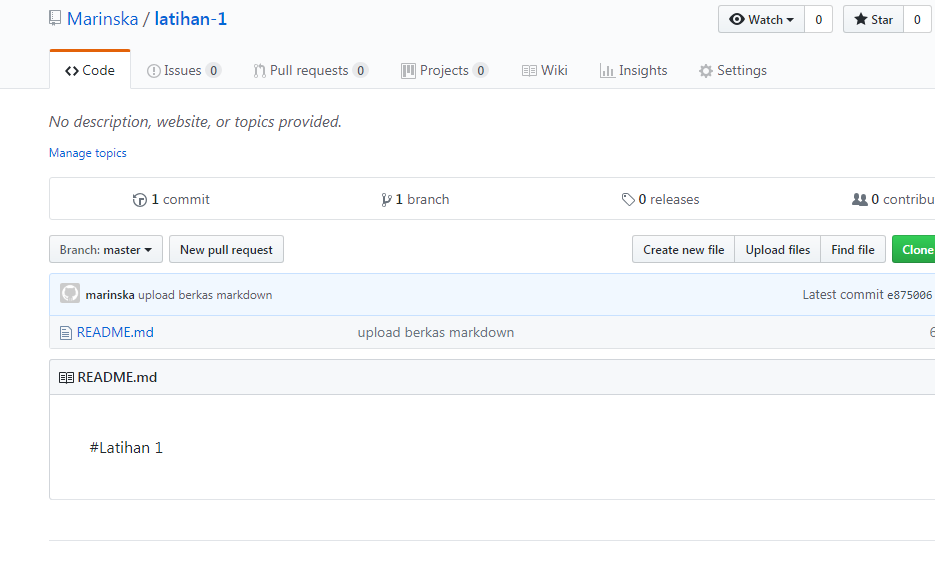 Marinska / latihan-1
Watch 0 Star 0
Code Issues 0 Pull requests 0 Projects 0 Wiki Insights Settings
No description, website, or topics provided.
Manage topics
1 commit 1 branch 0 releases 0 contribu
Branch: master New pull request Create new file Upload files Find file Clone
marinska upload berkas markdown Latest commit e875006
README.md upload berkas markdown 6
README.md
#Latihan 1